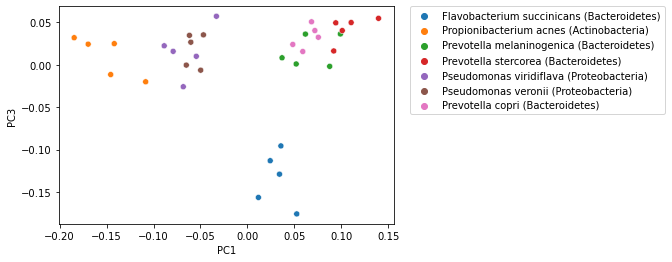 0.05
0.00
−0.05
−0.10
−0.15
PC3
−0.20 −0.15 −0.10 −0.05 0.00 0.05 0.10 0.15
PC1
Flavobacterium succinicans (Bacteroidetes)
Propionibacterium acnes (Actinobacteria)
Prevotella melaninogenica (Bacteroidetes)
Prevotella stercorea (Bacteroidetes)
Pseudomonas viridiflava (Proteobacteria)
Pseudomonas veronii (Proteobacteria)
Prevotella copri (Bacteroidetes)